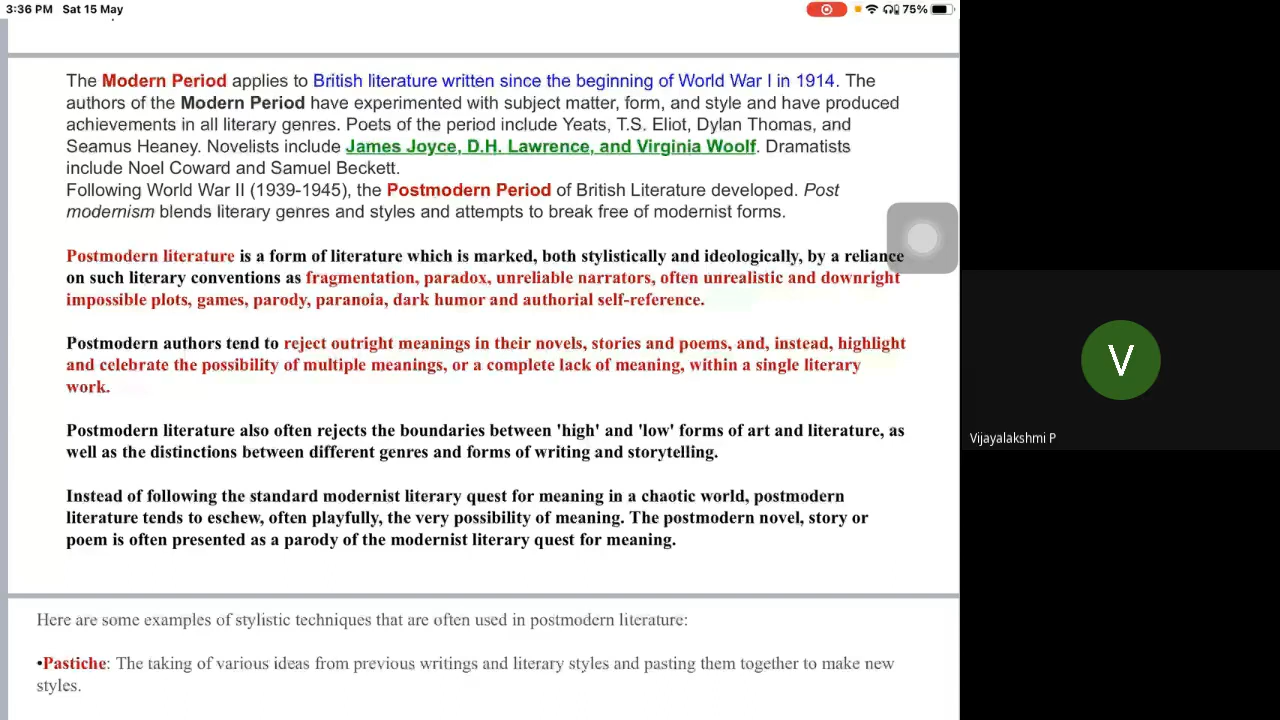 3:36 PM Sat 15 May
75%
The Modern Period applies to British literature written since the beginning of World War I in 1914. The
authors of the Modern Period have experimented with subject matter, form, and style and have produced
achievements in all literary genres. Poets of the period include Yeats, T.S. Eliot, Dylan Thomas, and
Seamus Heaney. Novelists include James Joyce, D.H. Lawrence, and Virginia Woolf. Dramatists
include Noel Coward and Samuel Beckett.
Following World War II (1939-1945), the Postmodern Period of British Literature developed. Post
modernism blends literary genres and styles and attempts to break free of modernist forms.
Postmodern literature is a form of literature which is marked, both stylistically and ideologically, by a reliance
on such literary conventions as fragmentation, paradox, unreliable narrators, often unrealistic and downright
impossible plots, games, parody, paranoia, dark humor and authorial self-reference.
Postmodern authors tend to reject outright meanings in their novels, stories and poems, and, instead, highlight
and celebrate the possibility of multiple meanings, or a complete lack of meaning, within a single literary
work.
Postmodern literature also often rejects the boundaries between 'high' and 'low' forms of art and literature, as
well as the distinctions between different genres and forms of writing and storytelling.
Instead of following the standard modernist literary quest for meaning in a chaotic world, postmodern
literature tends to eschew, often playfully, the very possibility of meaning. The postmodern novel, story or
poem is often presented as a parody of the modernist literary quest for meaning.
Here are some examples of stylistic techniques that are often used in postmodern literature:
•Pastiche: The taking of various ideas from previous writings and literary styles and pasting them together to make new
styles.
V
Vijayalakshmi P